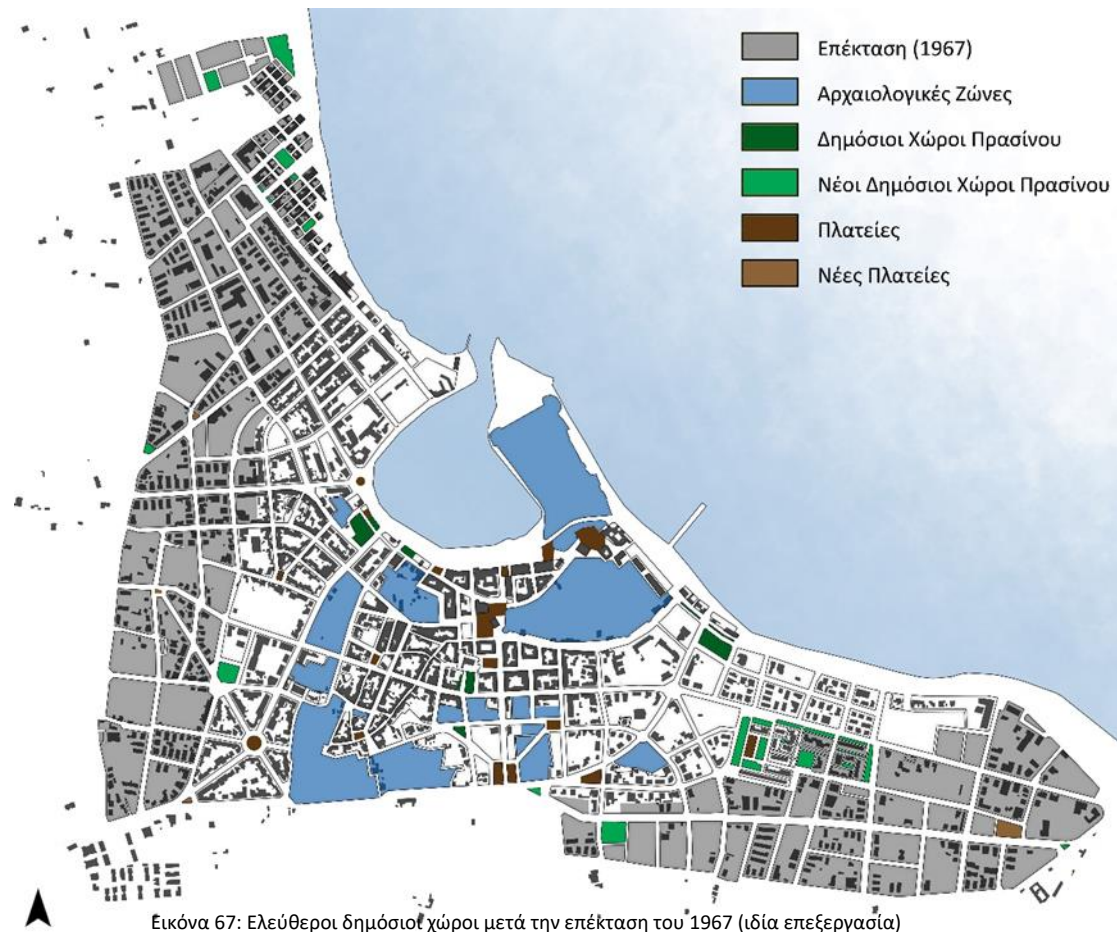 Επέκταση (1967)
Αρχαιολογικές Ζώνες
Δημόσιοι Χώροι Πρασίνου
Νέοι Δημόσιοι Χώροι Πρασίνου
Πλατείες
Νέες Πλατείες
Εικόνα 67: Ελεύθεροι δημόσιοι χώροι μετά την επέκταση του 1967 (ιδία επεξεργασία)